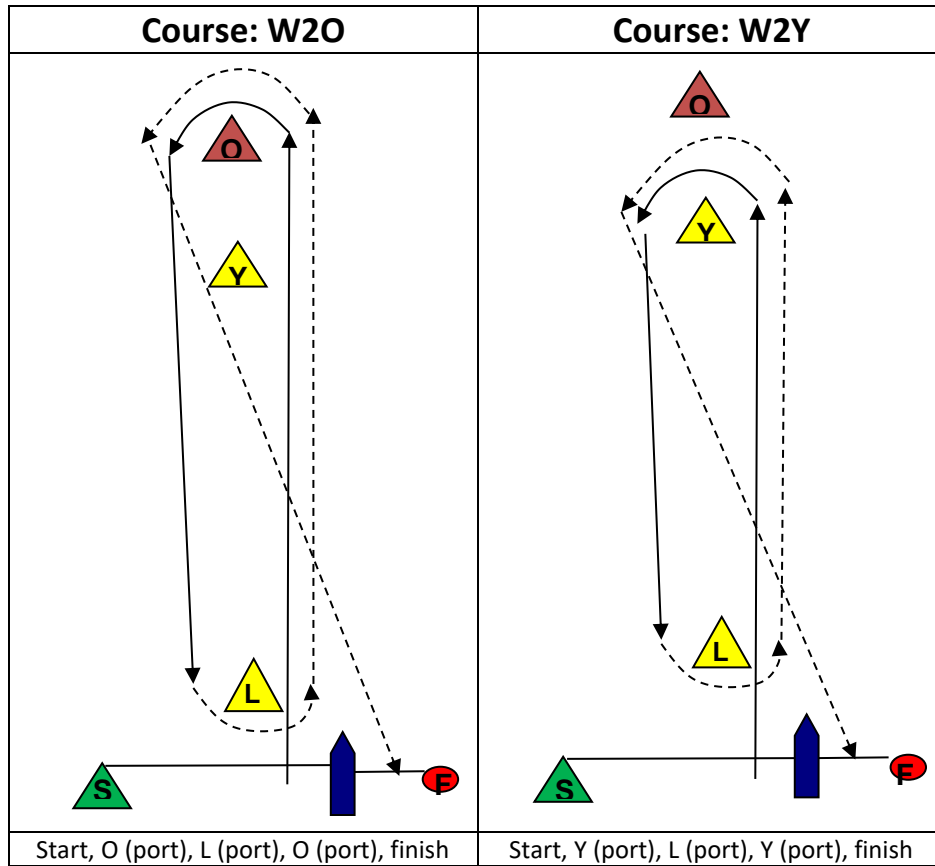 Course: W2O
Course: W2Y
O
Y
L
S
F
O
Y
L
S
F
Start, O (port), L (port), O (port), finish
Start, Y (port), L (port), Y (port), finish